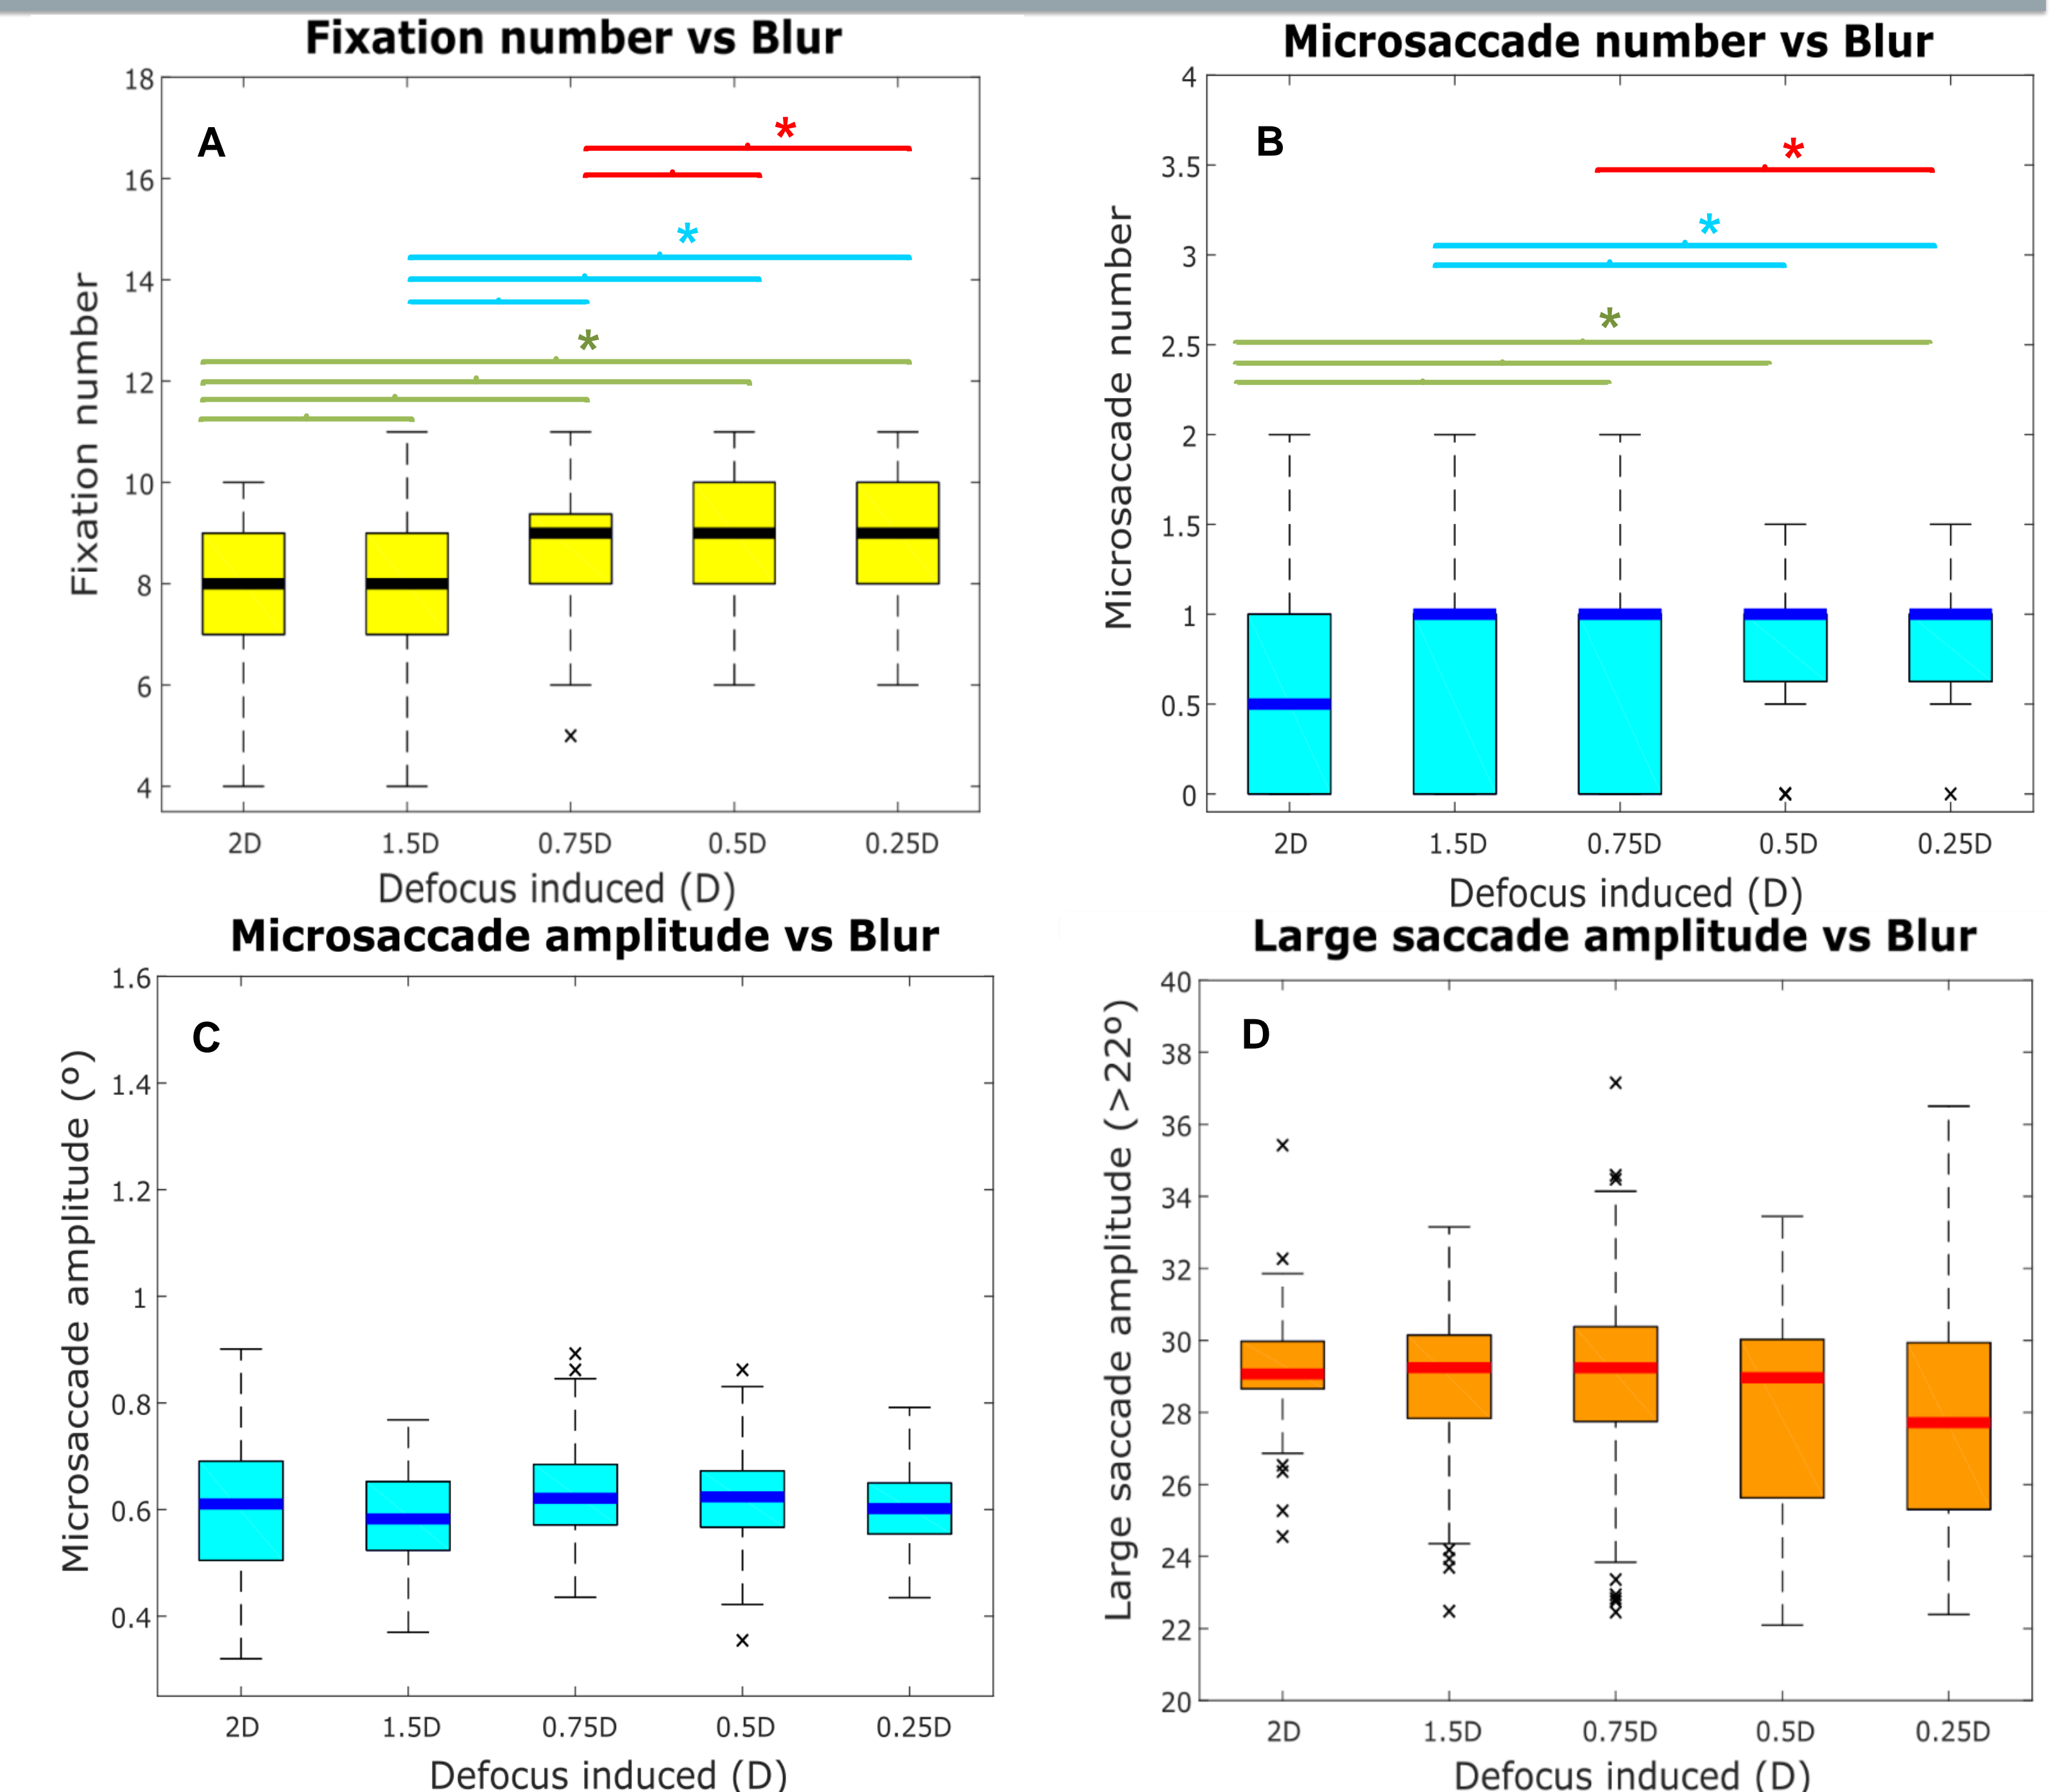 Fixation number vs Blur
A
Fixation number
18
16
14
12
10
8
6
4
*
*
*
2D 1.5D 0.75D 0.5D 0.25D
Defocus induced (D)
Microsaccade number vs Blur
B
Microsaccade number
4
3.5
3
2.5
2
1.5
1
0.5
0
*
*
*
2D 1.5D 0.75D 0.5D 0.25D
Defocus induced (D)
Microsaccade amplitude vs Blur
C
Microsaccade amplitude (º)
1.6
1.4
1.2
1
0.8
0.6
0.4
2D 1.5D 0.75D 0.5D 0.25D
Defocus induced (D)
Large saccade amplitude vs Blur
D
Large saccade amplitude (>22º)
40
38
36
34
32
30
28
26
24
22
20
2D 1.5D 0.75D 0.5D 0.25D
Defocus induced (D)